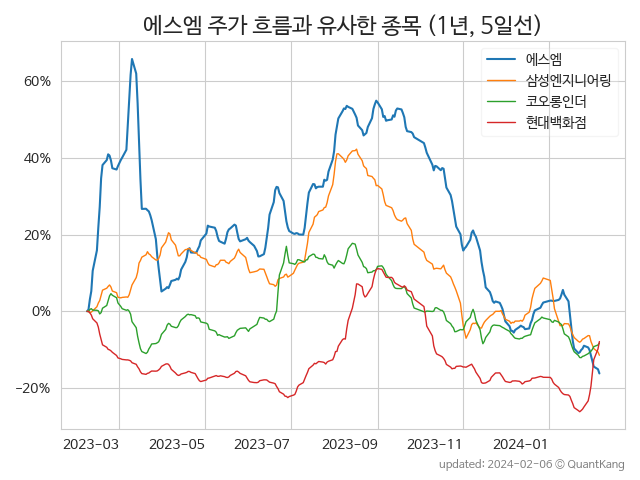 에스엠 주가 흐름과 유사한 종목 (1년, 5일선)
에스엠
삼성엔지니어링
코오롱인더
현대백화점
60%
40%
20%
0%
−20%
2023-03 2023-05 2023-07 2023-09 2023-11 2024-01
updated: 2024-02-06 © QuantKang